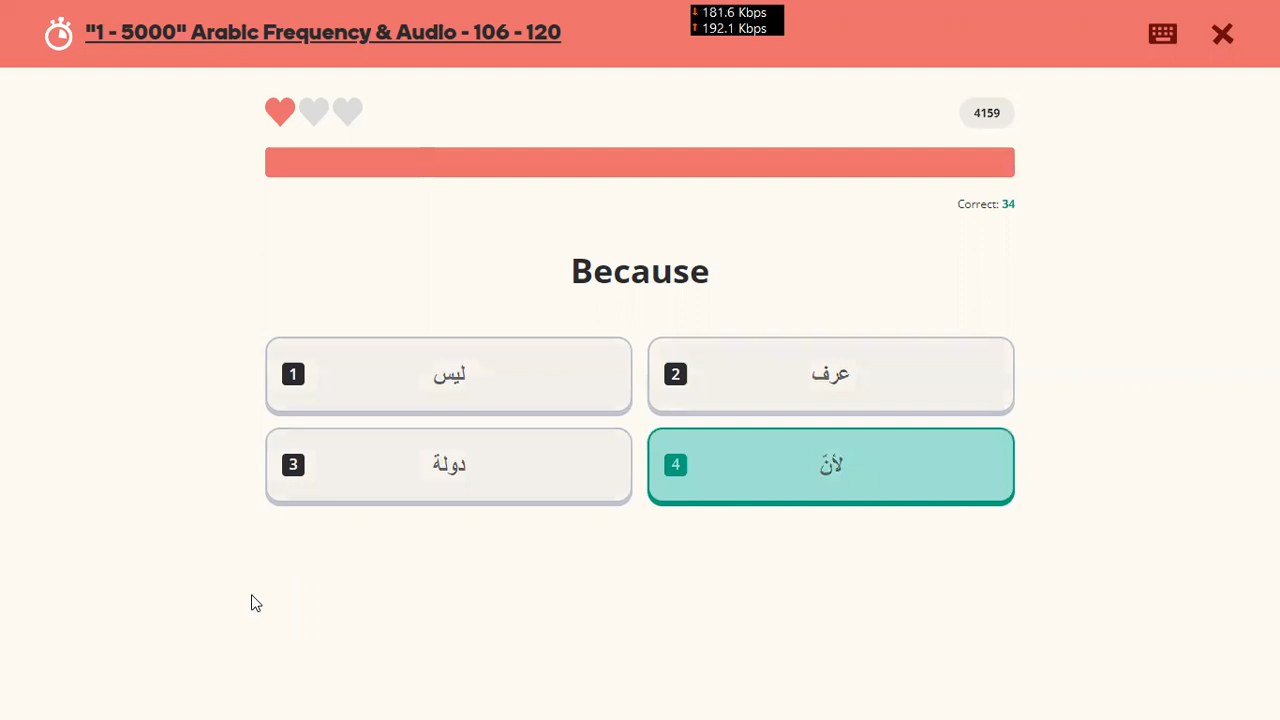 "1 - 5000" Arabic Frequency & Audio - 106 - 120
↓ 181.6 Kbps
↑ 192.1 Kbps
4159
Correct: 34
Because
1 ليس
2 عرف
3 دولة
4 لأنّ